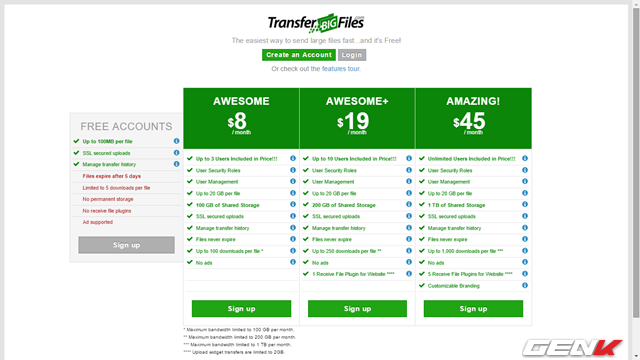 Transfer BIG Files .com
The easiest way to send large files fast...and it's Free!
Create an Account
Login
Or check out the features tour.
FREE ACCOUNTS
Up to 100MB per file
SSL secured uploads
Manage transfer history
Files expire after 5 days
Limited to 5 downloads per file
No permanent storage
No receive file plugins
Ad supported
Sign up
AWESOME
$8
/ month
Up to 3 Users Included in Price!!!
User Security Roles
User Management
Up to 20 GB per file
100 GB of Shared Storage
SSL secured uploads
Manage transfer history
Files never expire
Up to 100 downloads per file *
No ads
Sign up
AWESOME+
$19
/ month
Up to 10 Users Included in Price!!!
User Security Roles
User Management
Up to 20 GB per file
200 GB of Shared Storage
SSL secured uploads
Manage transfer history
Files never expire
Up to 250 downloads per file **
No ads
1 Receive File Plugin for Website ****
Sign up
AMAZING!
$45
/ month
Unlimited Users Included in Price!!!
User Security Roles
User Management
Up to 20 GB per file
1 TB of Shared Storage
SSL secured uploads
Manage transfer history
Files never expire
Up to 1,000 downloads per file ***
No ads
5 Receive File Plugins for Website ****
Customizable Branding
Sign up
* Maximum bandwidth limited to 100 GB per month.
** Maximum bandwidth limited to 200 GB per month.
*** Maximum bandwidth limited to 1 TB per month.
**** Upload widget transfers are limited to 2GB.
GENK